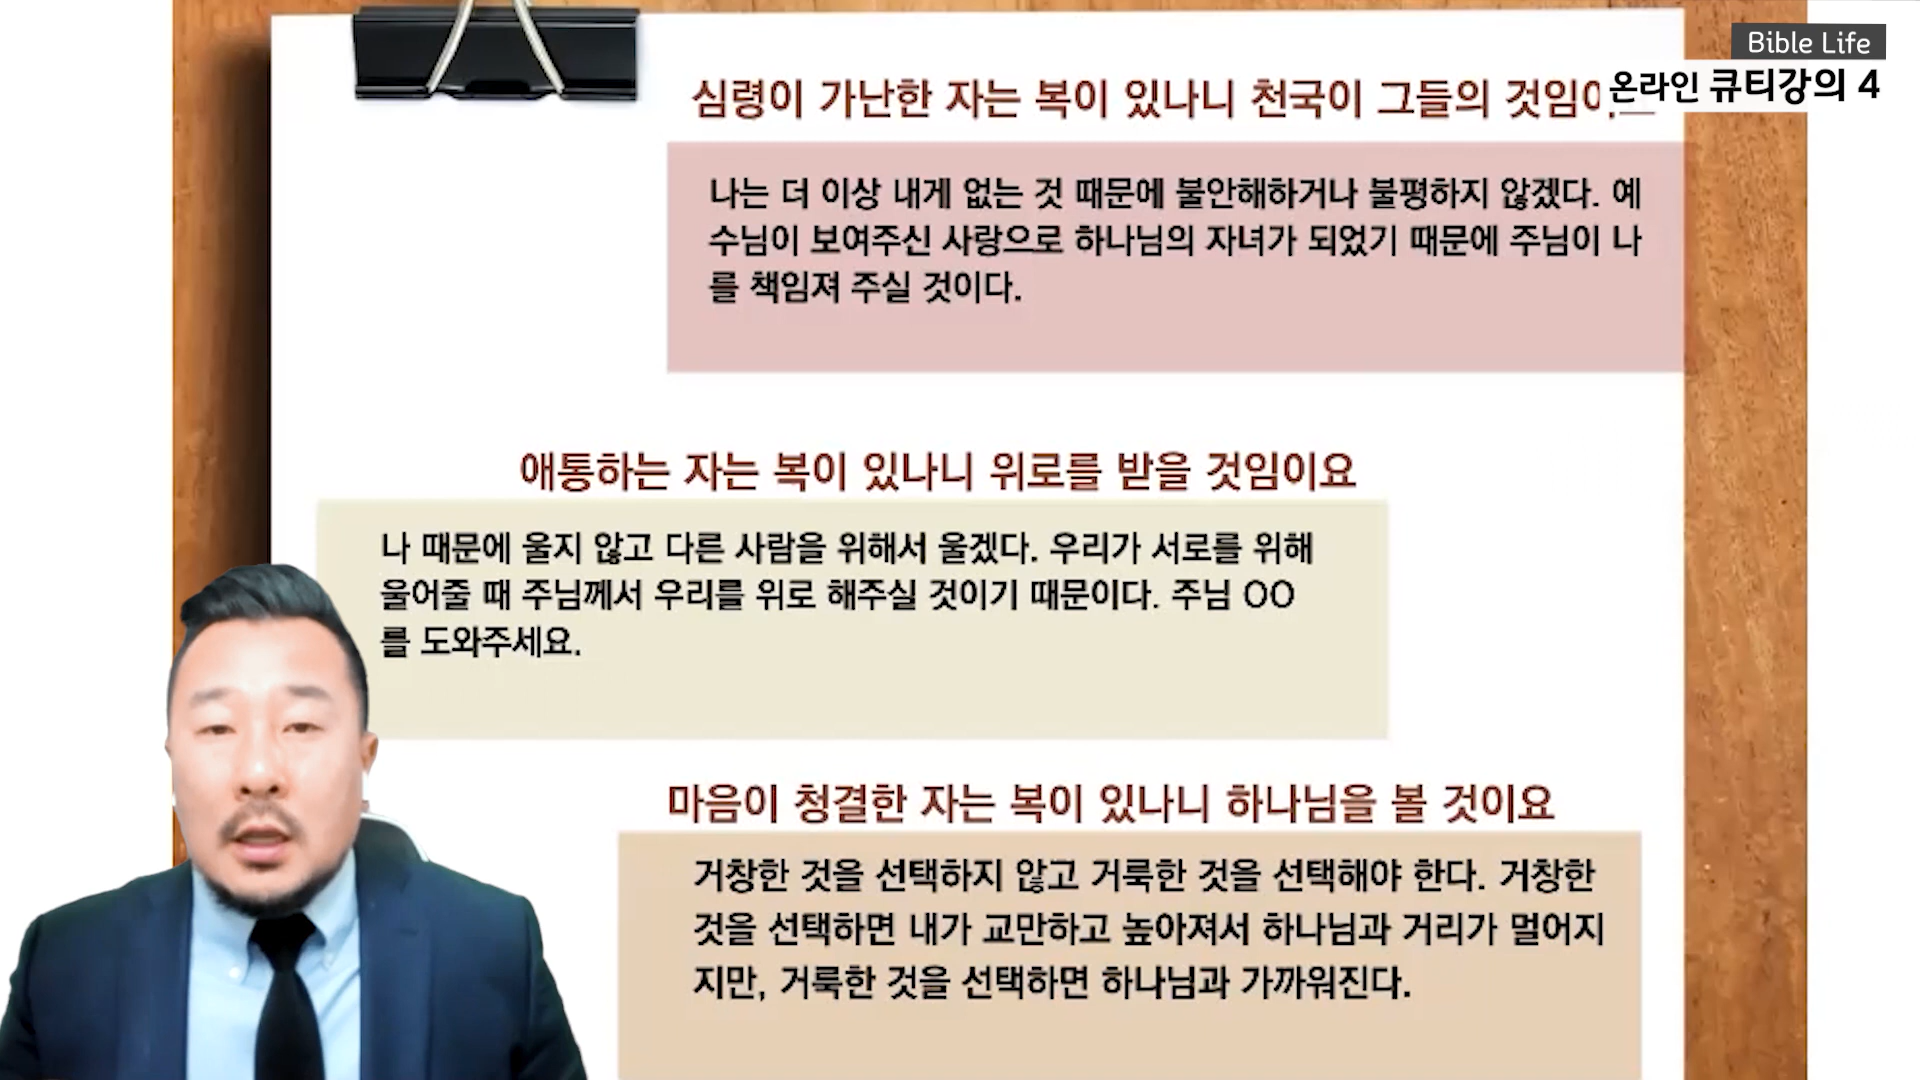 Bible Life
온라인 큐티강의 4
심령이 가난한 자는 복이 있나니 천국이 그들의
나는 더 이상 내게 없는 것 때문에 불안해하거나 불평하지 않겠다. 예
수님이 보여주신 사랑으로 하나님의 자녀가 되었기 때문에 주님이 나
를 책임져 주실 것이다.
애통하는 자는 복이 있나니 위로를 받을 것임이요
나 때문에 울지 않고 다른 사람을 위해서 울겠다. 우리가 서로를 위해
울어줄 때 주님께서 우리를 위로 해주실 것이기 때문이다. 주님 OO
를 도와주세요.
마음이 청결한 자는 복이 있나니 하나님을 볼 것이요
거창한 것을 선택하지 않고 거룩한 것을 선택해야 한다. 거창한
것을 선택하면 내가 교만하고 높아져서 하나님과 거리가 멀어지
지만, 거룩한 것을 선택하면 하나님과 가까워진다.